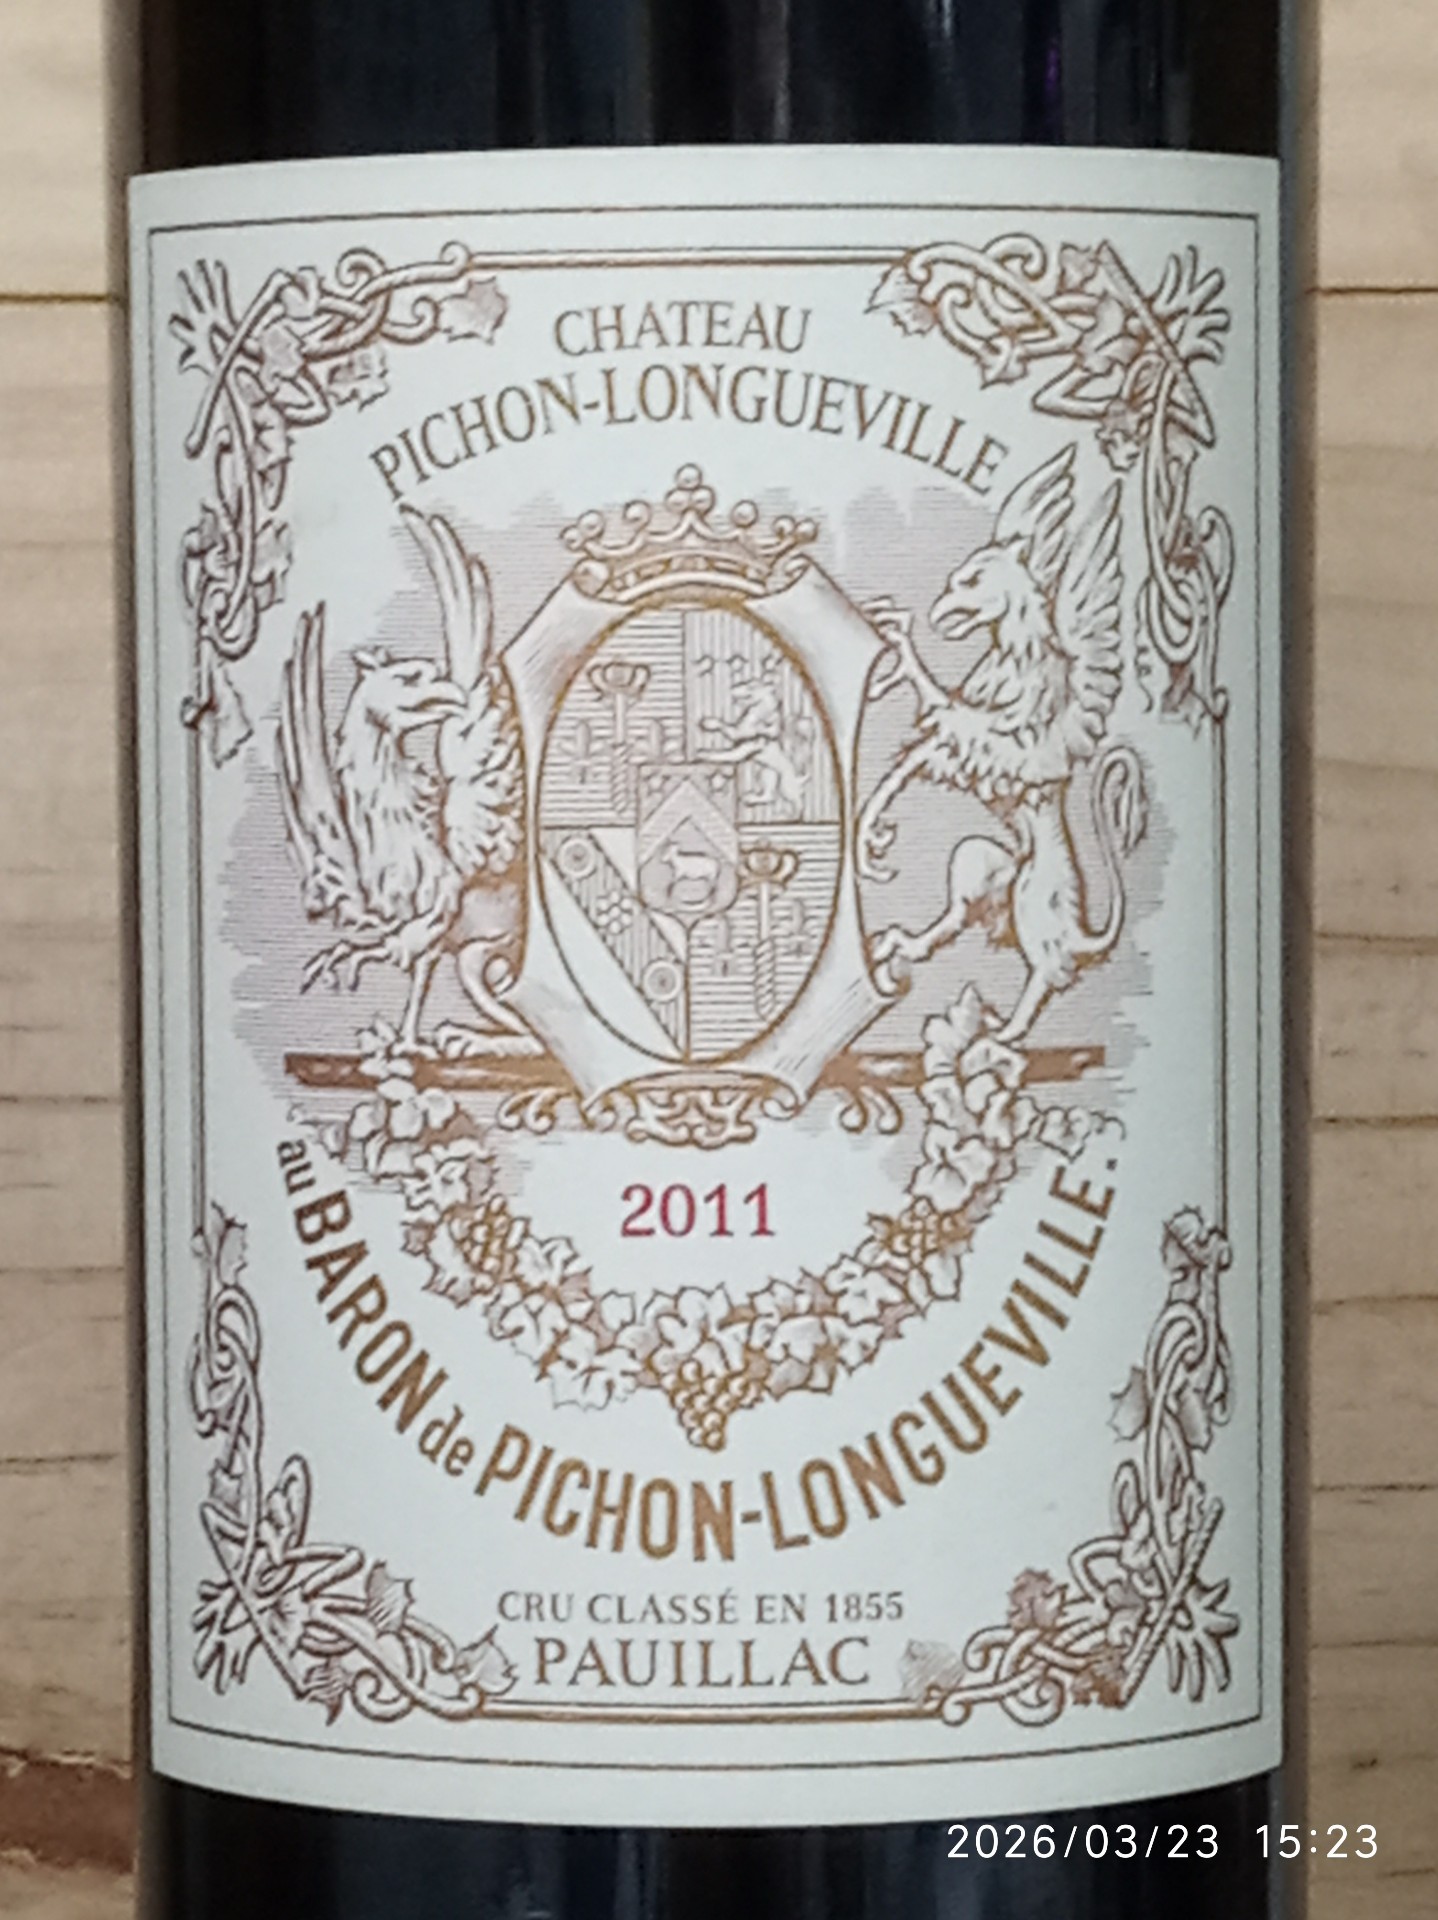 CHATEAU
PICHON-LONGUEVILLE
2011
au BARON de PICHON-LONGUEVILLE.
CRU CLASSÉ EN 1855
PAUILLAC
2026/03/23 15:23